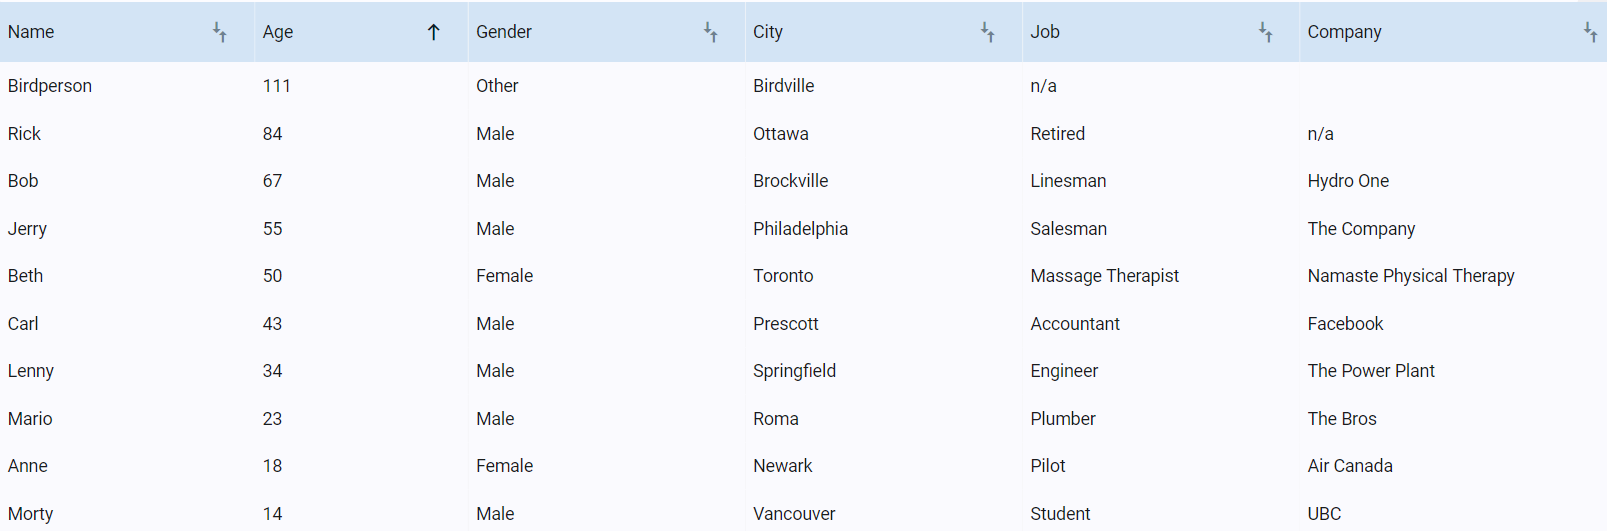 Name Age Gender City Job Company
Birdperson 111 Other Birdville n/a
Rick 84 Male Ottawa Retired n/a
Bob 67 Male Brockville Linesman Hydro One
Jerry 55 Male Philadelphia Salesman The Company
Beth 50 Female Toronto Massage Therapist Namaste Physical Therapy
Carl 43 Male Prescott Accountant Facebook
Lenny 34 Male Springfield Engineer The Power Plant
Mario 23 Male Roma Plumber The Bros
Anne 18 Female Newark Pilot Air Canada
Morty 14 Male Vancouver Student UBC